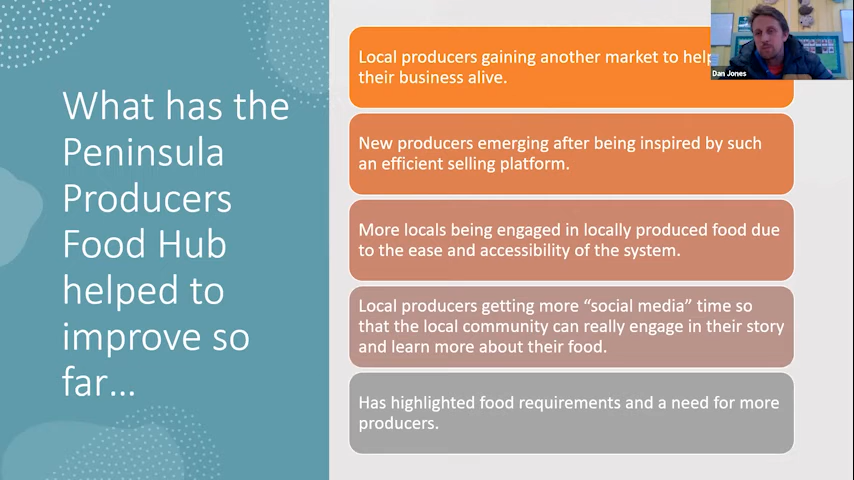 What has the
Peninsula
Producers
Food Hub
helped to
improve so
far...
Local producers gaining another market to help
their business alive.
New producers emerging after being inspired by such
an efficient selling platform.
More locals being engaged in locally produced food due
to the ease and accessibility of the system.
Local producers getting more “social media” time so
that the local community can really engage in their story
and learn more about their food.
Has highlighted food requirements and a need for more
producers.
Dan Jones